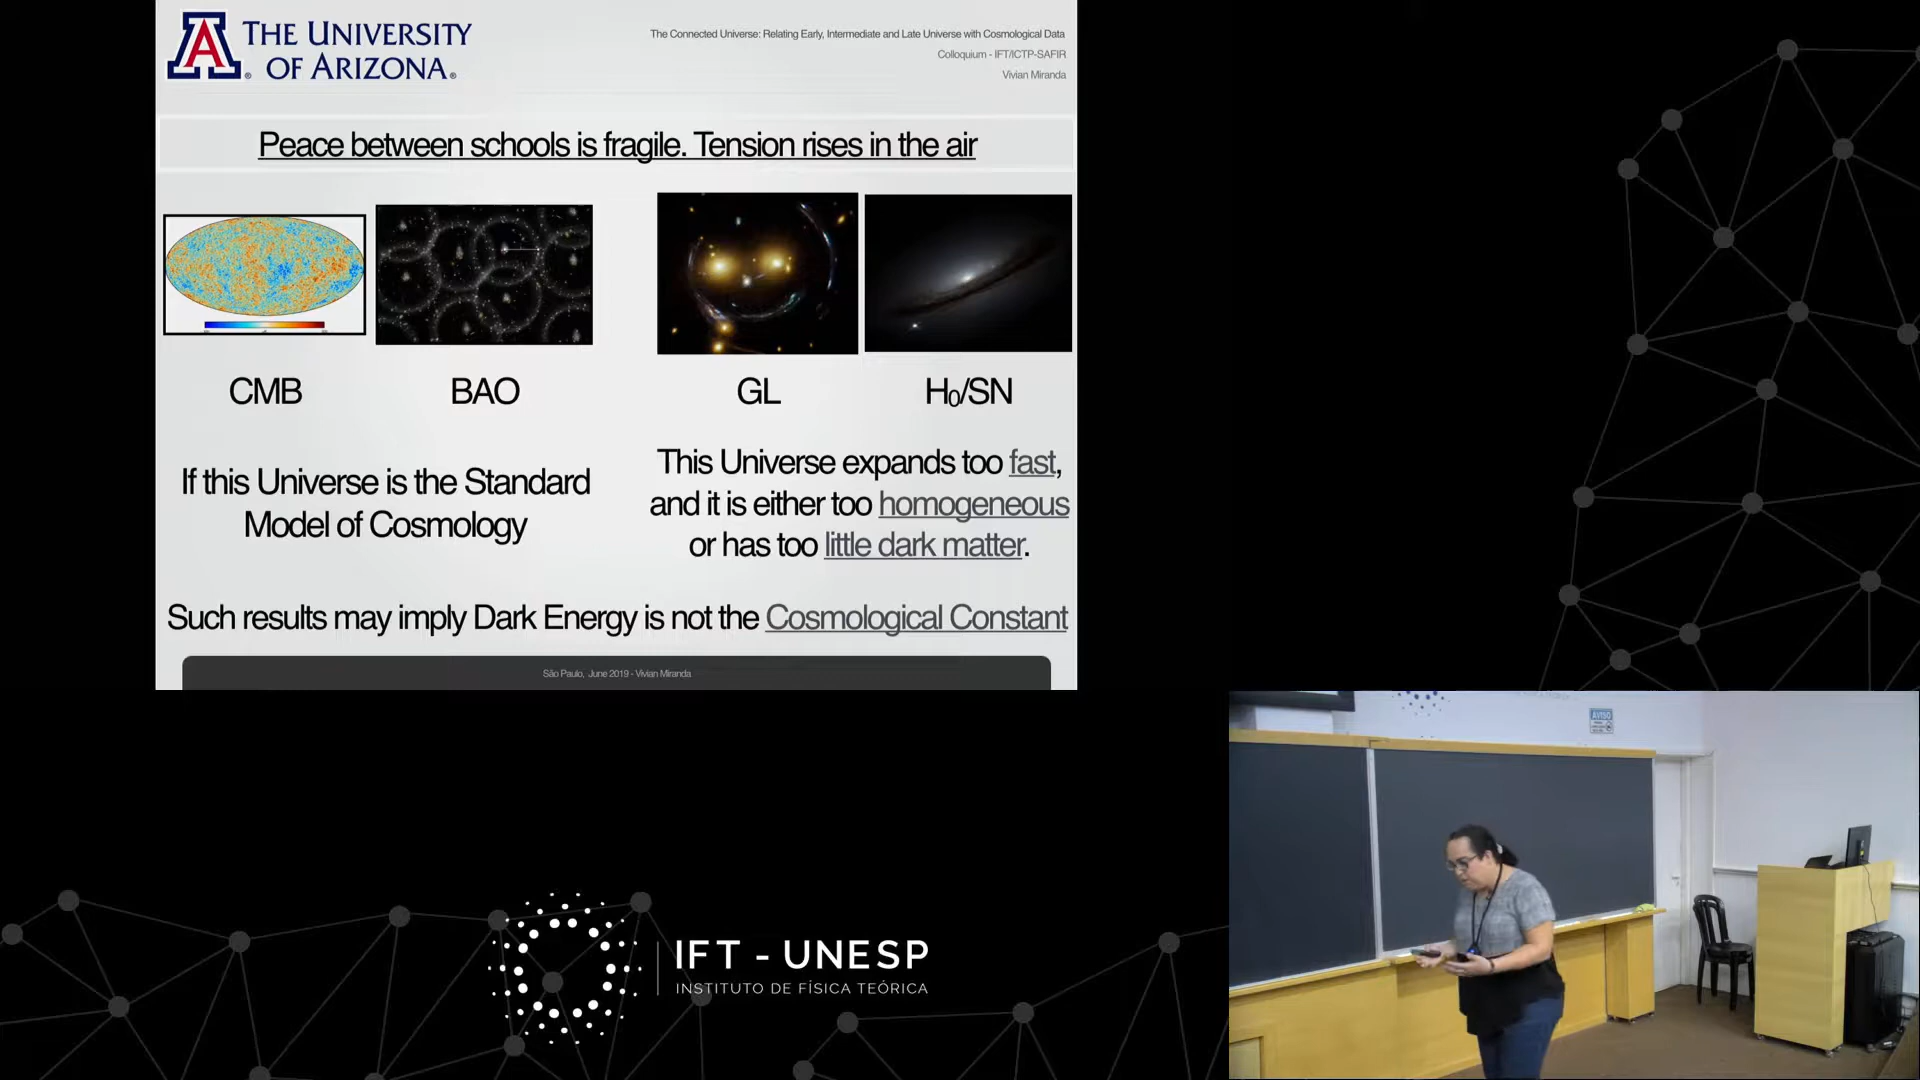 THE UNIVERSITY
OF ARIZONA®
The Connected Universe: Relating Early, Intermediate and Late Universe with Cosmological Data
Colloquium - IFT/ICTP-SAFIR
Vivian Miranda
Peace between schools is fragile. Tension rises in the air
CMB
BAO
GL
H₀/SN
If this Universe is the Standard
Model of Cosmology
This Universe expands too fast,
and it is either too homogeneous
or has too little dark matter.
Such results may imply Dark Energy is not the Cosmological Constant
São Paulo, June 2019 - Vivian Miranda
AVISO
IFT - UNESP
INSTITUTO DE FÍSICA TEÓRICA